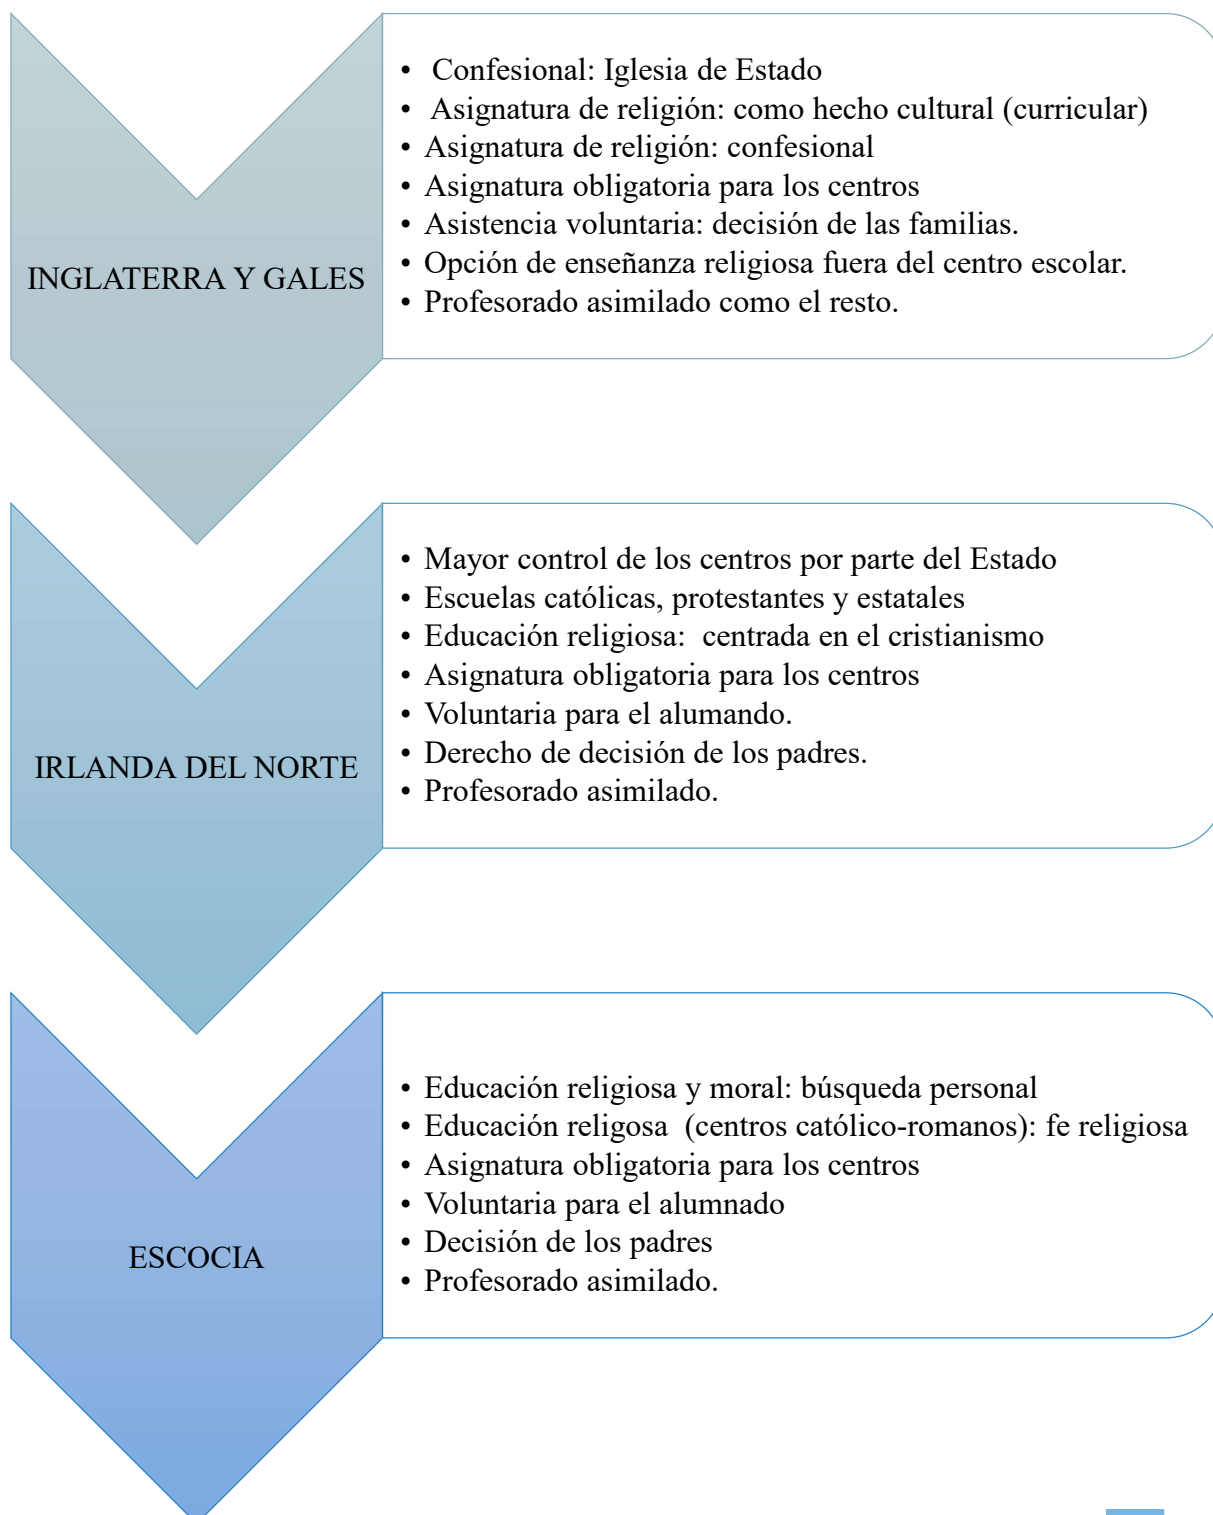 INGLATERRA Y GALES
• Confesional: Iglesia de Estado
• Asignatura de religión: como hecho cultural (curricular)
• Asignatura de religión: confesional
• Asignatura obligatoria para los centros
• Asistencia voluntaria: decisión de las familias.
• Opción de enseñanza religiosa fuera del centro escolar.
• Profesorado asimilado como el resto.
IRLANDA DEL NORTE
• Mayor control de los centros por parte del Estado
• Escuelas católicas, protestantes y estatales
• Educación religiosa: centrada en el cristianismo
• Asignatura obligatoria para los centros
• Voluntaria para el alumando.
• Derecho de decisión de los padres.
• Profesorado asimilado.
ESCOCIA
• Educación religiosa y moral: búsqueda personal
• Educación religosa (centros católico-romanos): fe religiosa
• Asignatura obligatoria para los centros
• Voluntaria para el alumnado
• Decisión de los padres
• Profesorado asimilado.